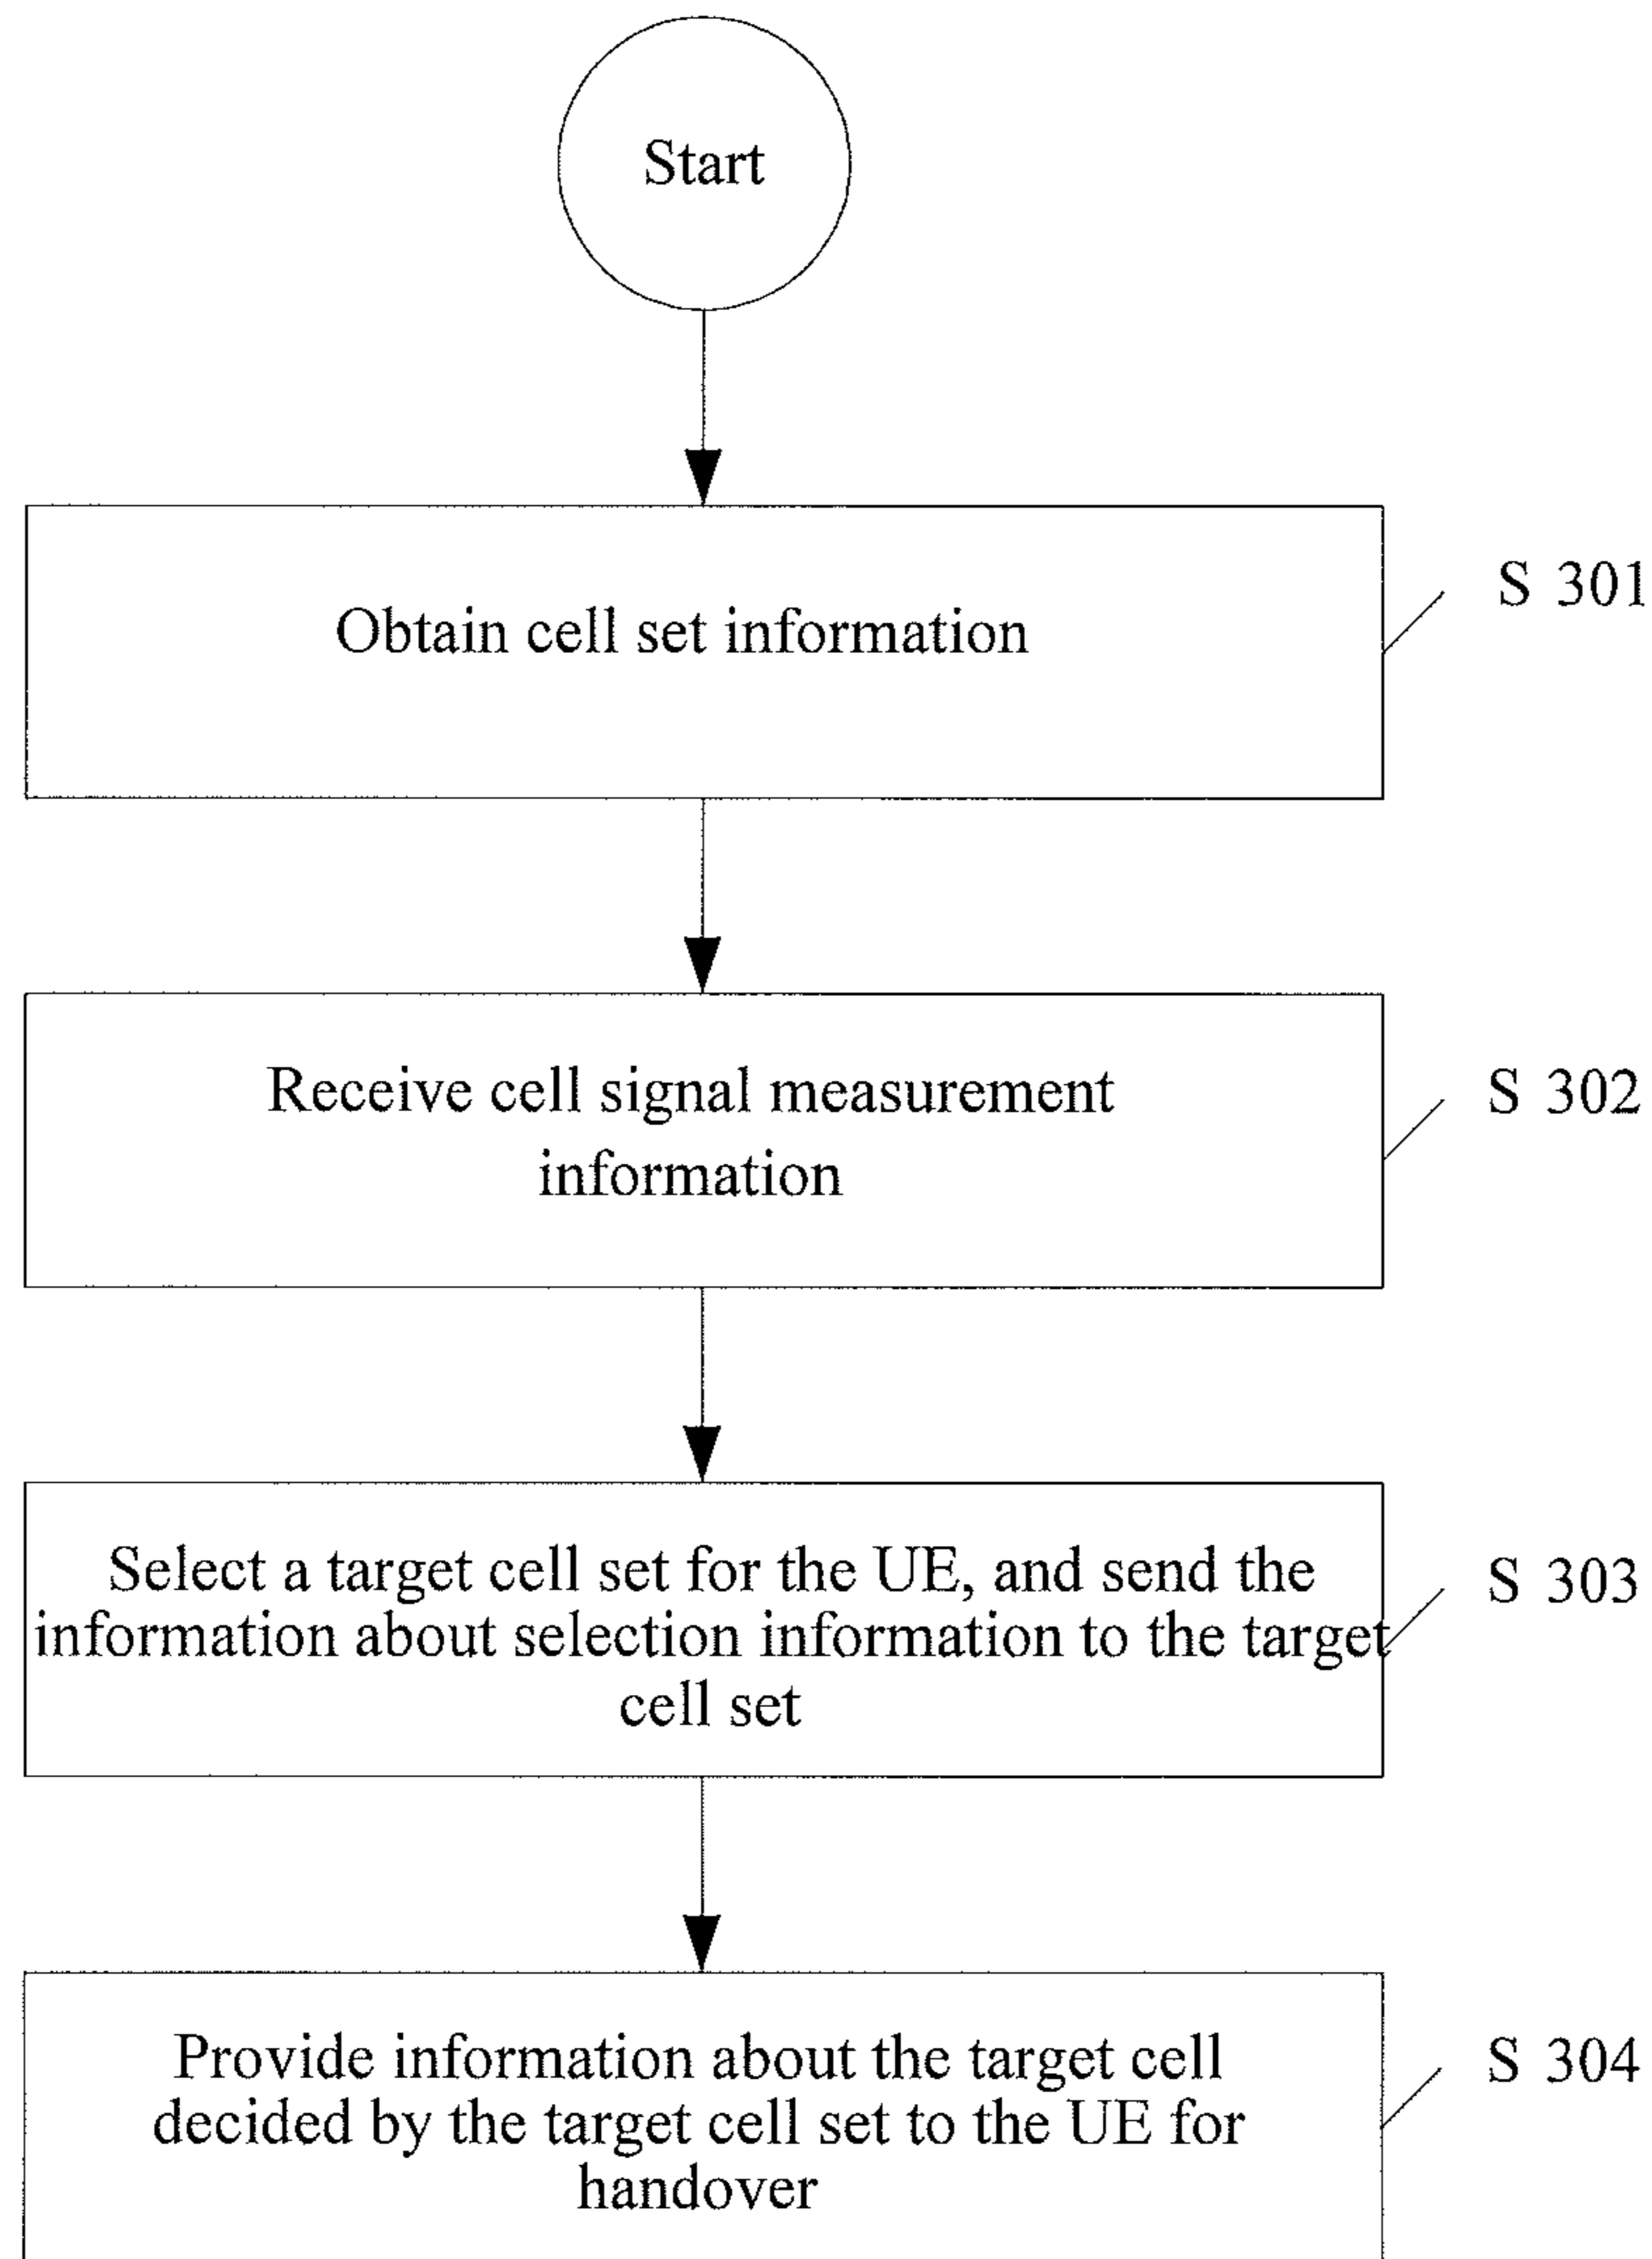 Start
Obtain cell set information
S 301
Receive cell signal measurement
information
S 302
Select a target cell set for the UE, and send the
information about selection information to the target
cell set
S 303
Provide information about the target cell
decided by the target cell set to the UE for
handover
S 304